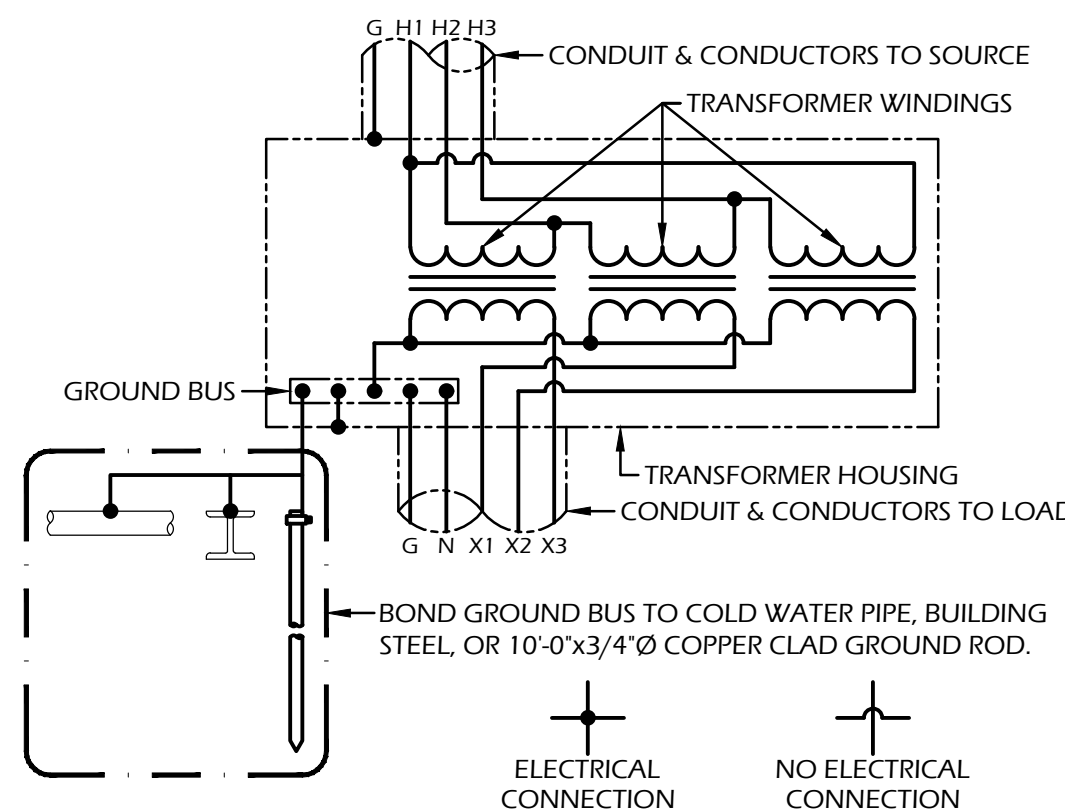 G H1 H2 H3
CONDUIT & CONDUCTORS TO SOURCE
TRANSFORMER WINDINGS
GROUND BUS
TRANSFORMER HOUSING
CONDUIT & CONDUCTORS TO LOAD
G N X1 X2 X3
BOND GROUND BUS TO COLD WATER PIPE, BUILDING
STEEL, OR 10'-0"x3/4"Ø COPPER CLAD GROUND ROD.
ELECTRICAL
CONNECTION
NO ELECTRICAL
CONNECTION